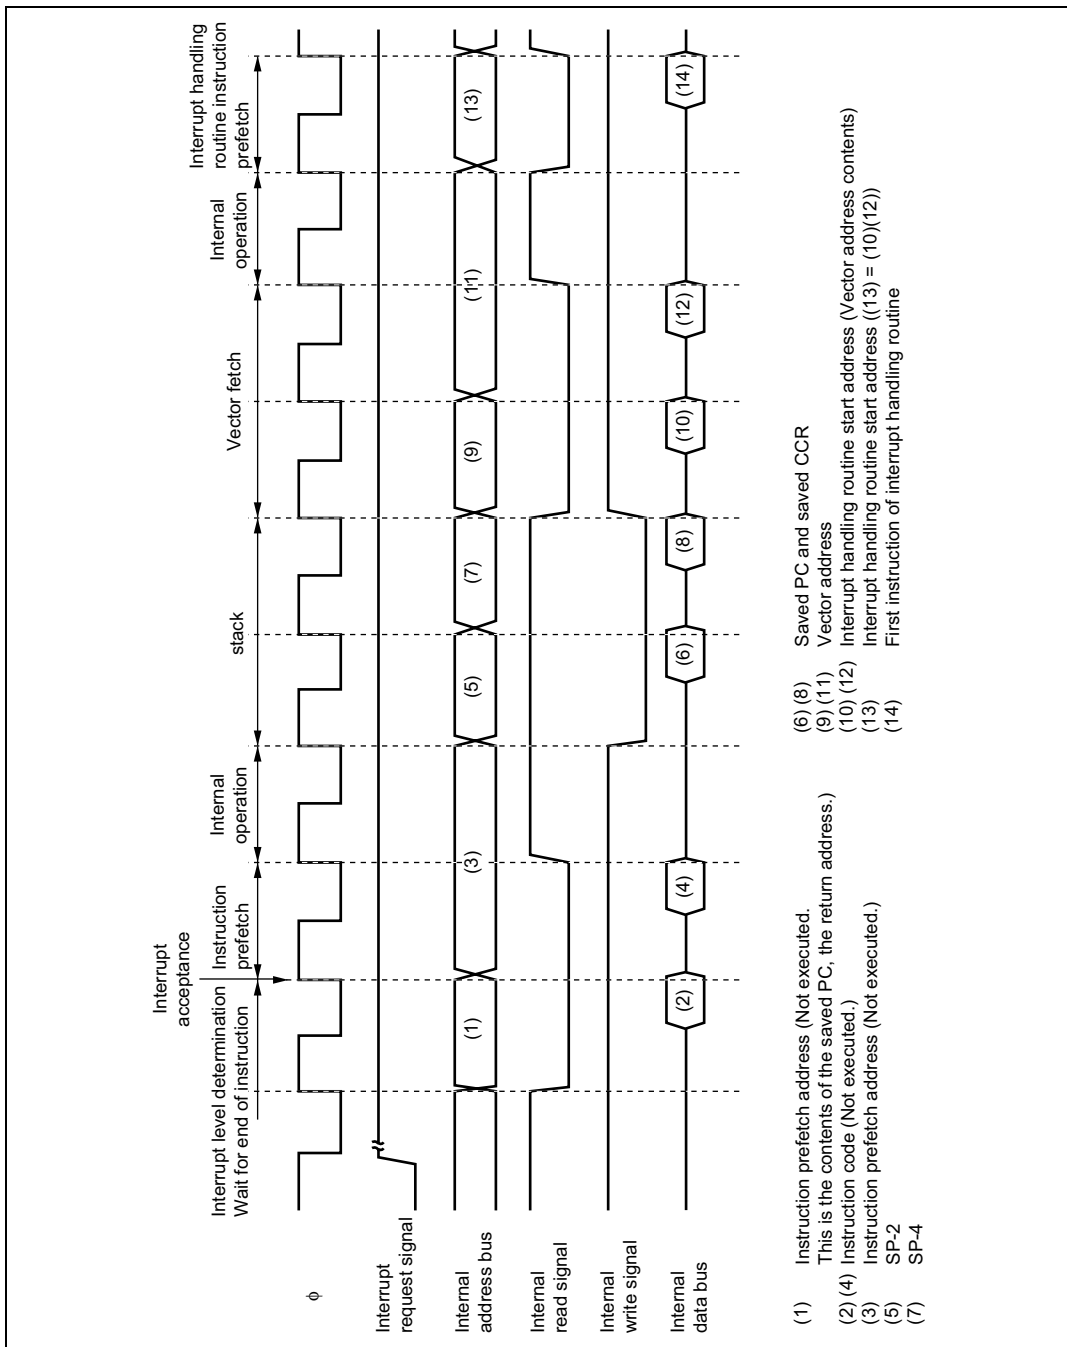 Interrupt
acceptance
Interrupt level determination
Wait for end of instruction
Instruction
prefetch
Internal
operation
stack
Vector fetch
Internal
operation
Interrupt handling
routine instruction
prefetch
φ
Interrupt
request signal
Internal
address bus
(1)
(3)
(5)
(7)
(9)
(11)
(13)
Internal
read signal
Internal
write signal
Internal
data bus
(2)
(4)
(6)
(8)
(10)
(12)
(14)
(1) Instruction prefetch address (Not executed.
This is the contents of the saved PC, the return address.)
(2) (4) Instruction code (Not executed.)
(3) Instruction prefetch address (Not executed.)
(5) SP-2
(7) SP-4
(6) (8) Saved PC and saved CCR
(9) (11) Vector address
(10) (12) Interrupt handling routine start address (Vector address contents)
(13) Interrupt handling routine start address ((13) = (10)(12))
(14) First instruction of interrupt handling routine